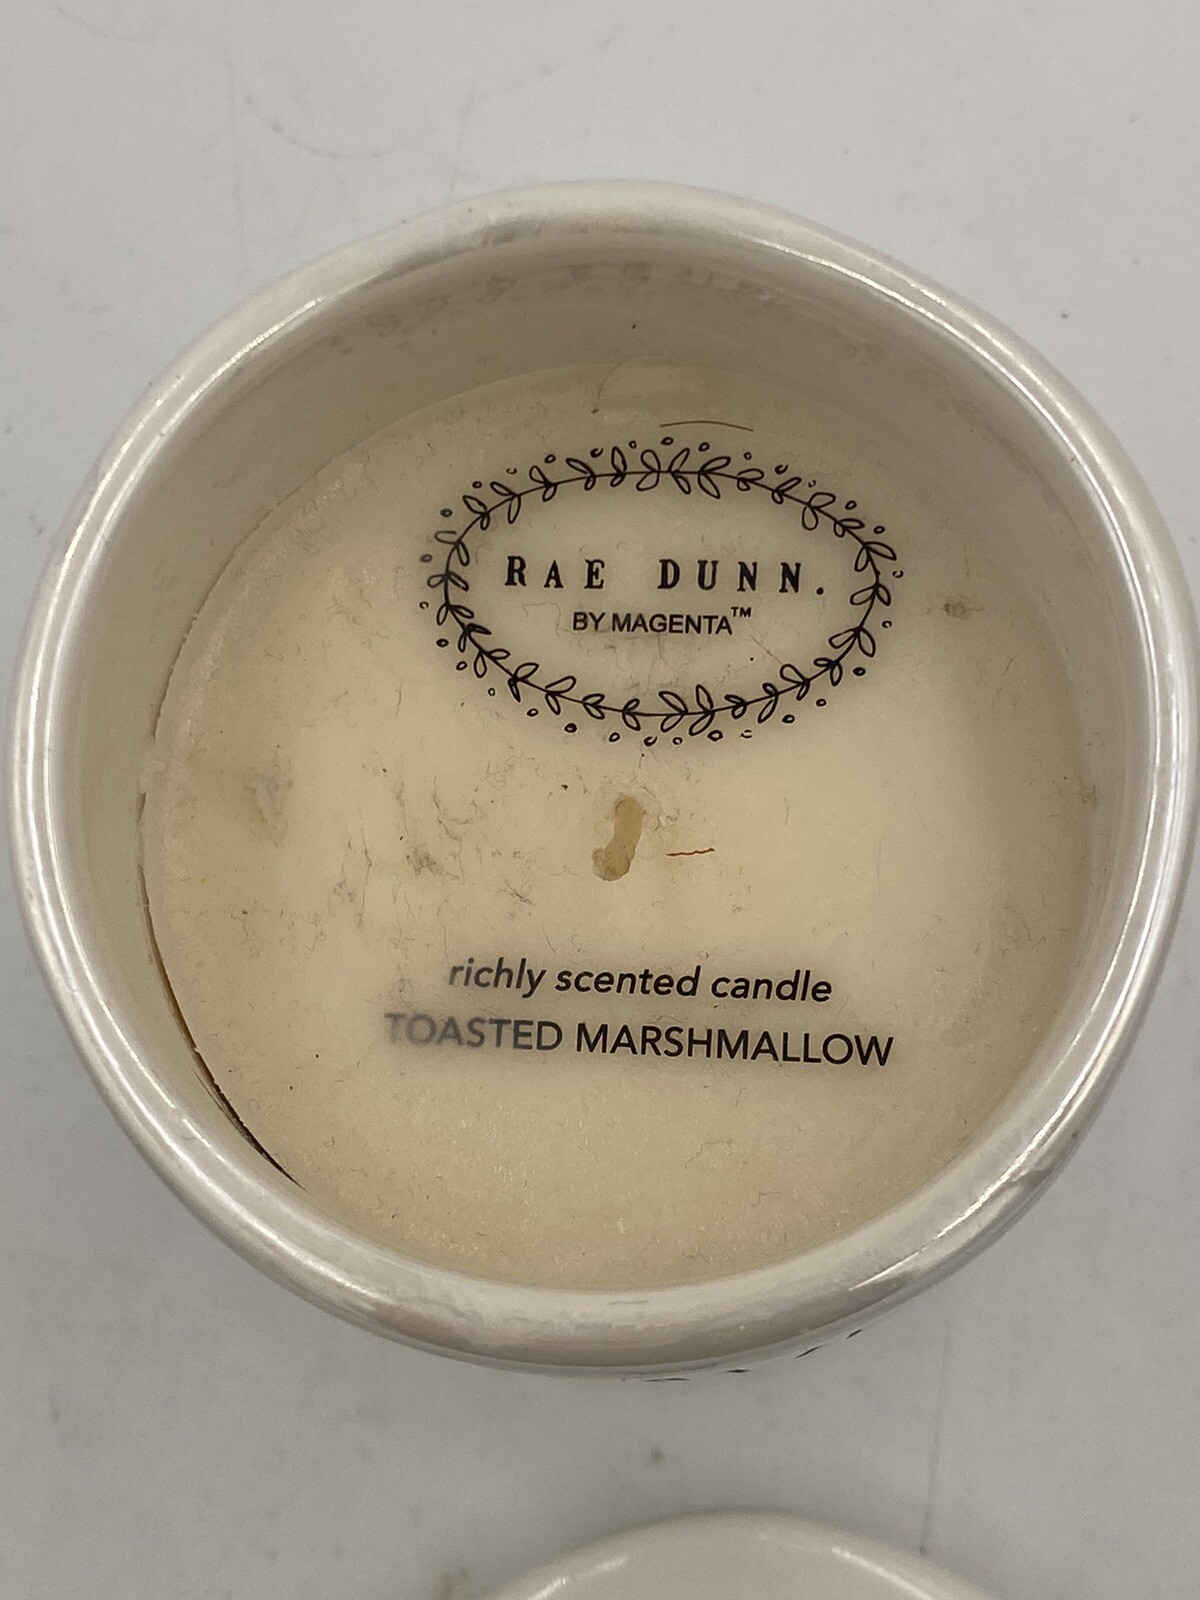 RAE DUNN.
BY MAGENTA™
richly scented candle
TOASTED MARSHMALLOW